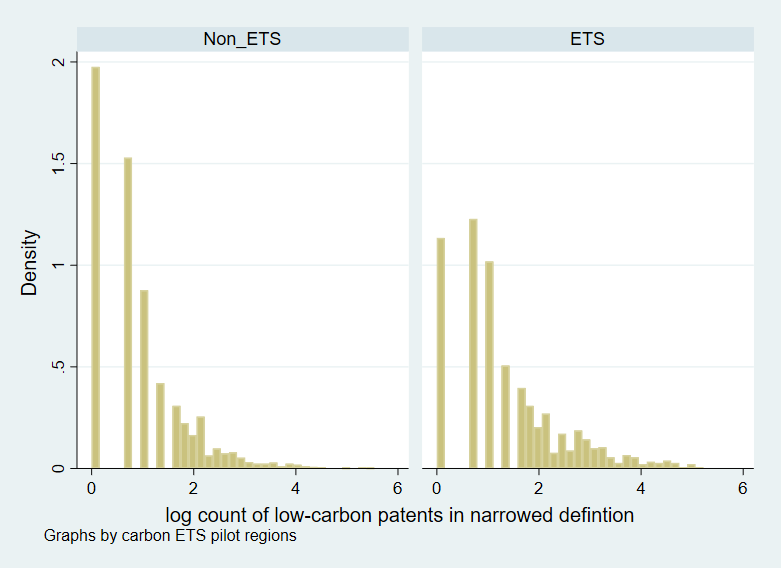 Non_ETS
ETS
2
1.5
1
.5
0
Density
0 2 4 6
0 2 4 6
log count of low-carbon patents in narrowed defintion
Graphs by carbon ETS pilot regions